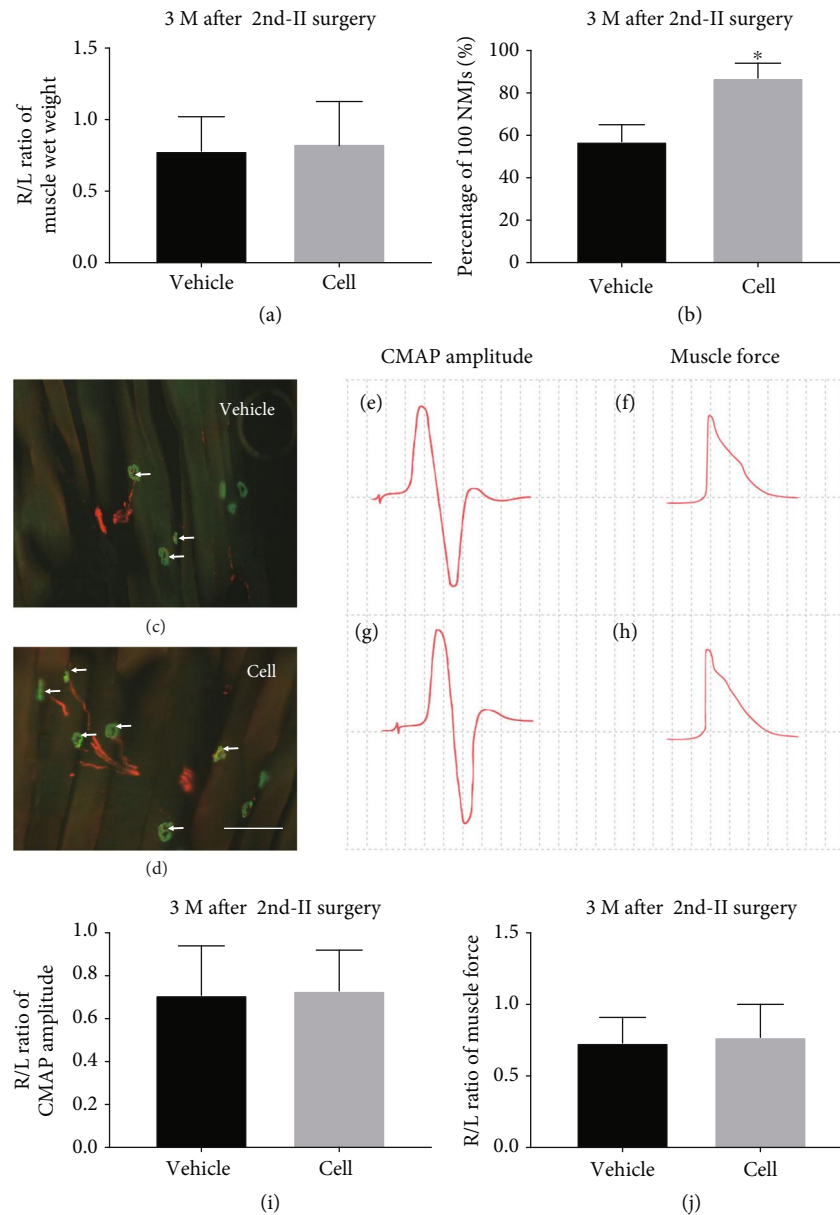 3 M after 2nd-II surgery
R/L ratio of
muscle wet weight
1.5
1.0
0.5
0.0
Vehicle
Cell
(a)
3 M after 2nd-II surgery
Percentage of 100 NMJs (%)
100
80
60
40
20
0
*
Vehicle
Cell
(b)
Vehicle
(c)
Cell
(d)
CMAP amplitude
Muscle force
(e)
(f)
(g)
(h)
3 M after 2nd-II surgery
R/L ratio of
CMAP amplitude
1.0
0.8
0.6
0.4
0.2
0.0
Vehicle
Cell
(i)
3 M after 2nd-II surgery
R/L ratio of muscle force
1.5
1.0
0.5
0.0
Vehicle
Cell
(j)